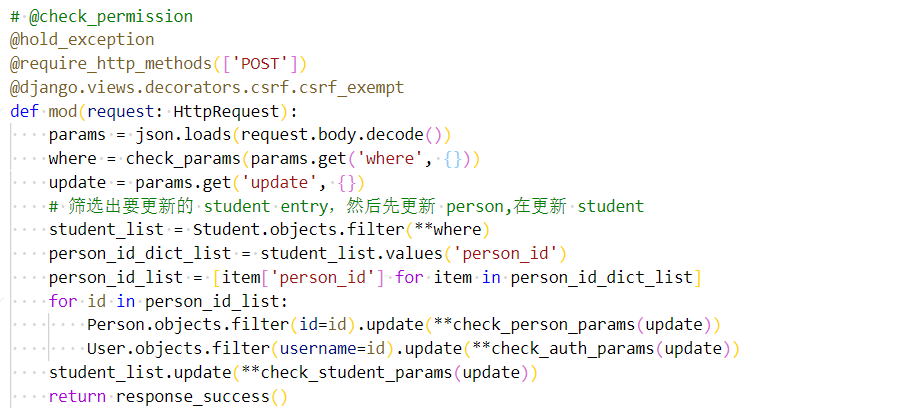 # @check_permission
@hold_exception
@require_http_methods(['POST'])
@django.views.decorators.csrf.csrf_exempt
def mod(request: HttpRequest):
    params = json.loads(request.body.decode())
    where = check_params(params.get('where', {}))
    update = params.get('update', {})
    # 筛选出要更新的 student entry，然后先更新 person,在更新 student
    student_list = Student.objects.filter(**where)
    person_id_dict_list = student_list.values('person_id')
    person_id_list = [item['person_id'] for item in person_id_dict_list]
    for id in person_id_list:
        Person.objects.filter(id=id).update(**check_person_params(update))
        User.objects.filter(username=id).update(**check_auth_params(update))
    student_list.update(**check_student_params(update))
    return response_success()